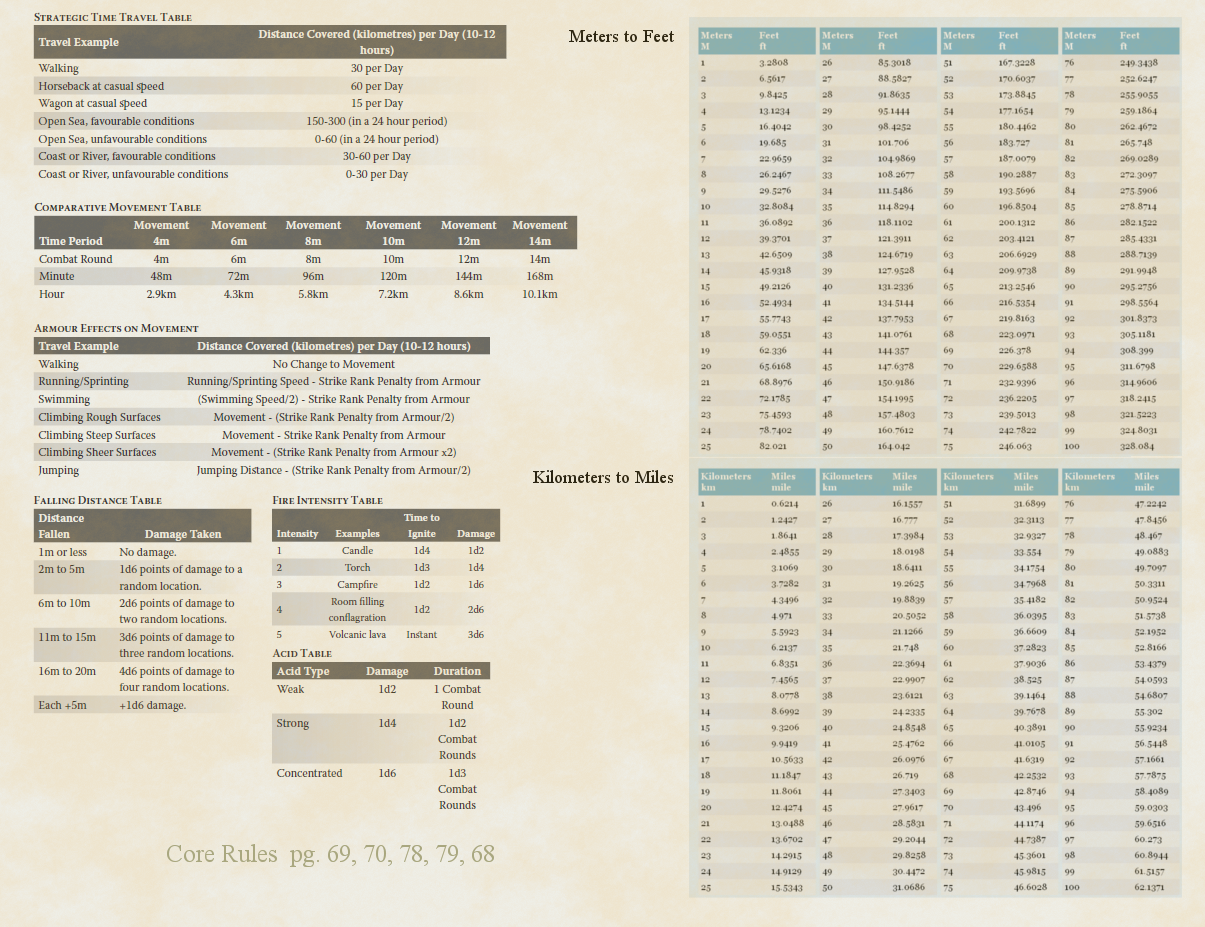 STRATEGIC TIME TRAVEL TABLE
Travel Example Distance Covered (kilometres) per Day (10-12 hours)
Walking 30 per Day
Horseback at casual speed 60 per Day
Wagon at casual speed 15 per Day
Open Sea, favourable conditions 150-300 (in a 24 hour period)
Open Sea, unfavourable conditions 0-60 (in a 24 hour period)
Coast or River, favourable conditions 30-60 per Day
Coast or River, unfavourable conditions 0-30 per Day
COMPARATIVE MOVEMENT TABLE
Movement Movement Movement Movement Movement Movement
Time Period 4m 6m 8m 10m 12m 14m
Combat Round 4m 6m 8m 10m 12m 14m
Minute 48m 72m 96m 120m 144m 168m
Hour 2.9km 4.3km 5.8km 7.2km 8.6km 10.1km
ARMOUR EFFECTS ON MOVEMENT
Travel Example Distance Covered (kilometres) per Day (10-12 hours)
Walking No Change to Movement
Running/Sprinting Running/Sprinting Speed - Strike Rank Penalty from Armour
Swimming (Swimming Speed/2) - Strike Rank Penalty from Armour
Climbing Rough Surfaces Movement - (Strike Rank Penalty from Armour/2)
Climbing Steep Surfaces Movement - Strike Rank Penalty from Armour
Climbing Sheer Surfaces Movement - (Strike Rank Penalty from Armour x2)
Jumping Jumping Distance - (Strike Rank Penalty from Armour/2)
FALLING DISTANCE TABLE
Distance
Fallen Damage Taken
1m or less No damage.
2m to 5m 1d6 points of damage to a
random location.
6m to 10m 2d6 points of damage to
two random locations.
11m to 15m 3d6 points of damage to
three random locations.
16m to 20m 4d6 points of damage to
four random locations.
Each +5m +1d6 damage.
FIRE INTENSITY TABLE
Time to
Intensity Examples Ignite Damage
1 Candle 1d4 1d2
2 Torch 1d3 1d4
3 Campfire 1d2 1d6
4 Room filling conflagration 1d2 2d6
5 Volcanic lava Instant 3d6
ACID TABLE
Acid Type Damage Duration
Weak 1d2 1 Combat
Round
Strong 1d4 1d2
Combat
Rounds
Concentrated 1d6 1d3
Combat
Rounds
Core Rules pg. 69, 70, 78, 79, 68
Meters to Feet
Meters Feet Meters Feet Meters Feet Meters Feet
M ft M ft M ft M ft
1 3.2808 26 85.3018 51 167.3228 76 249.3438
2 6.5617 27 88.5827 52 170.6037 77 252.6247
3 9.8425 28 91.8635 53 173.8845 78 255.9055
4 13.1234 29 95.1444 54 177.1654 79 259.1864
5 16.4042 30 98.4252 55 180.4462 80 262.4672
6 19.685 31 101.706 56 183.727 81 265.748
7 22.9659 32 104.9869 57 187.0079 82 269.0289
8 26.2467 33 108.2677 58 190.2887 83 272.3097
9 29.5276 34 111.5486 59 193.5696 84 275.5906
10 32.8084 35 114.8294 60 196.8504 85 278.8714
11 36.0892 36 118.1102 61 200.1312 86 282.1522
12 39.3701 37 121.3911 62 203.4121 87 285.4331
13 42.6509 38 124.6719 63 206.6929 88 288.7139
14 45.9318 39 127.9528 64 209.9738 89 291.9948
15 49.2126 40 131.2336 65 213.2546 90 295.2756
16 52.4934 41 134.5144 66 216.5354 91 298.5564
17 55.7743 42 137.7953 67 219.8163 92 301.8373
18 59.0551 43 141.0761 68 223.0971 93 305.1181
19 62.336 44 144.357 69 226.378 94 308.399
20 65.6168 45 147.6378 70 229.6588 95 311.6798
21 68.8976 46 150.9186 71 232.9396 96 314.9606
22 72.1785 47 154.1995 72 236.2205 97 318.2415
23 75.4593 48 157.4803 73 239.5013 98 321.5223
24 78.7402 49 160.7612 74 242.7822 99 324.8031
25 82.021 50 164.042 75 246.063 100 328.084
Kilometers to Miles
Kilometers Miles Kilometers Miles Kilometers Miles Kilometers Miles
km mile km mile km mile km mile
1 0.6214 26 16.1557 51 31.6899 76 47.2242
2 1.2427 27 16.777 52 32.3113 77 47.8456
3 1.8641 28 17.3984 53 32.9327 78 48.467
4 2.4855 29 18.0198 54 33.554 79 49.0883
5 3.1069 30 18.6411 55 34.1754 80 49.7097
6 3.7282 31 19.2625 56 34.7968 81 50.3311
7 4.3496 32 19.8839 57 35.4182 82 50.9524
8 4.971 33 20.5052 58 36.0395 83 51.5738
9 5.5923 34 21.1266 59 36.6609 84 52.1952
10 6.2137 35 21.748 60 37.2823 85 52.8166
11 6.8351 36 22.3694 61 37.9036 86 53.4379
12 7.4565 37 22.9907 62 38.525 87 54.0593
13 8.0778 38 23.6121 63 39.1464 88 54.6807
14 8.6992 39 24.2335 64 39.7678 89 55.302
15 9.3206 40 24.8548 65 40.3891 90 55.9234
16 9.9419 41 25.4762 66 41.0105 91 56.5448
17 10.5633 42 26.0976 67 41.6319 92 57.1661
18 11.1847 43 26.719 68 42.2532 93 57.7875
19 11.8061 44 27.3403 69 42.8746 94 58.4089
20 12.4274 45 27.9617 70 43.496 95 59.0303
21 13.0488 46 28.5831 71 44.1174 96 59.6516
22 13.6702 47 29.2044 72 44.7387 97 60.273
23 14.2915 48 29.8258 73 45.3601 98 60.8944
24 14.9129 49 30.4472 74 45.9815 99 61.5157
25 15.5343 50 31.0686 75 46.6028 100 62.1371